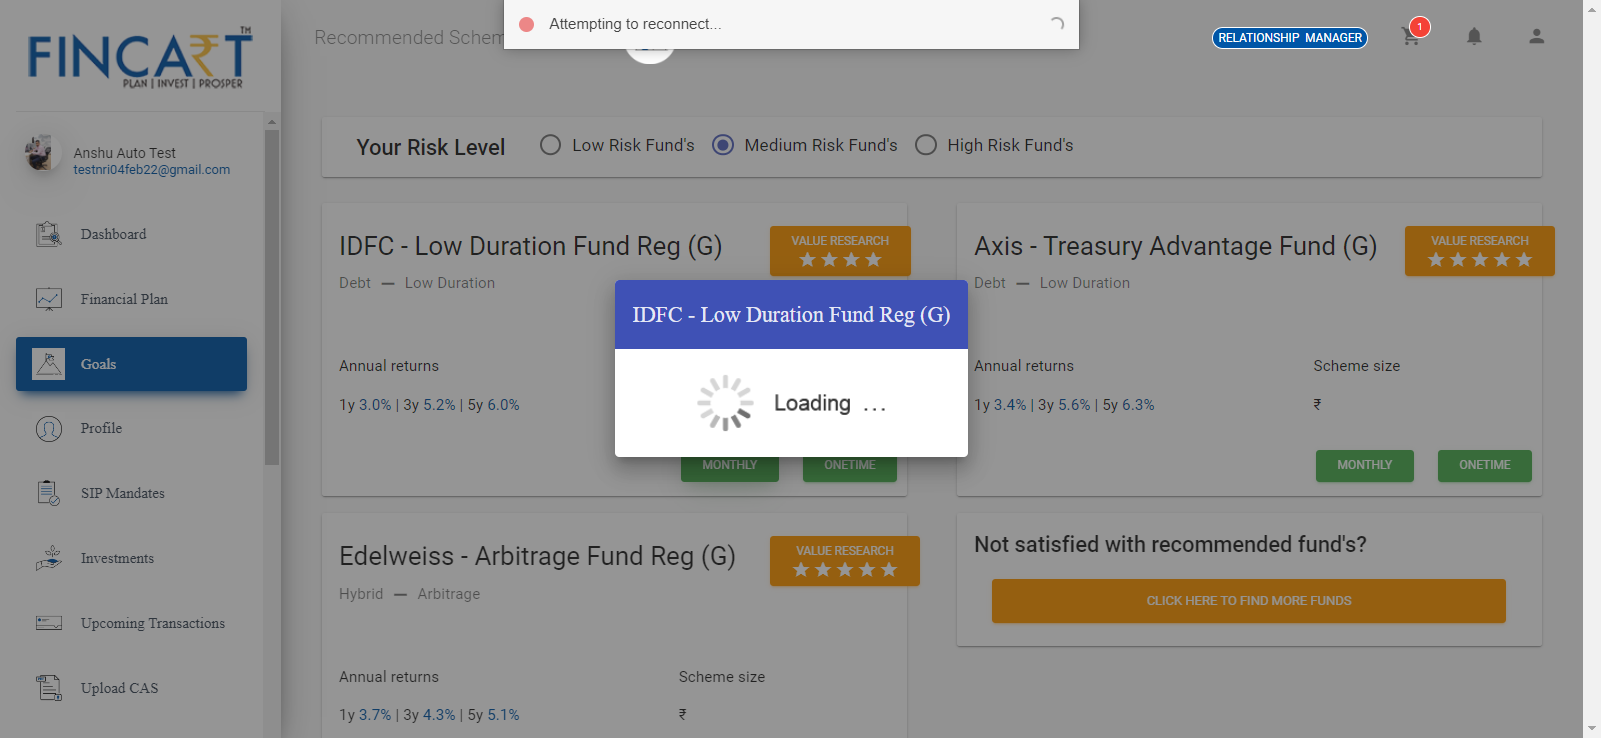 FINCART TM
PLAN | INVEST | PROSPER
Anshu Auto Test
testnri04feb22@gmail.com
Dashboard
Financial Plan
Goals
Profile
SIP Mandates
Investments
Upcoming Transactions
Upload CAS
Attempting to reconnect...
Recommended
RELATIONSHIP MANAGER
1
Your Risk Level
Low Risk Fund's
Medium Risk Fund's
High Risk Fund's
IDFC - Low Duration Fund Reg (G)
VALUE RESEARCH
Debt — Low Duration
Annual returns
1y 3.0% | 3y 5.2% | 5y 6.0%
MONTHLY
ONETIME
Axis - Treasury Advantage Fund (G)
VALUE RESEARCH
Debt — Low Duration
Annual returns
Scheme size
1y 3.4% | 3y 5.6% | 5y 6.3%
₹
MONTHLY
ONETIME
IDFC - Low Duration Fund Reg (G)
Loading ...
Edelweiss - Arbitrage Fund Reg (G)
VALUE RESEARCH
Hybrid — Arbitrage
Annual returns
Scheme size
1y 3.7% | 3y 4.3% | 5y 5.1%
₹
Not satisfied with recommended fund's?
CLICK HERE TO FIND MORE FUNDS